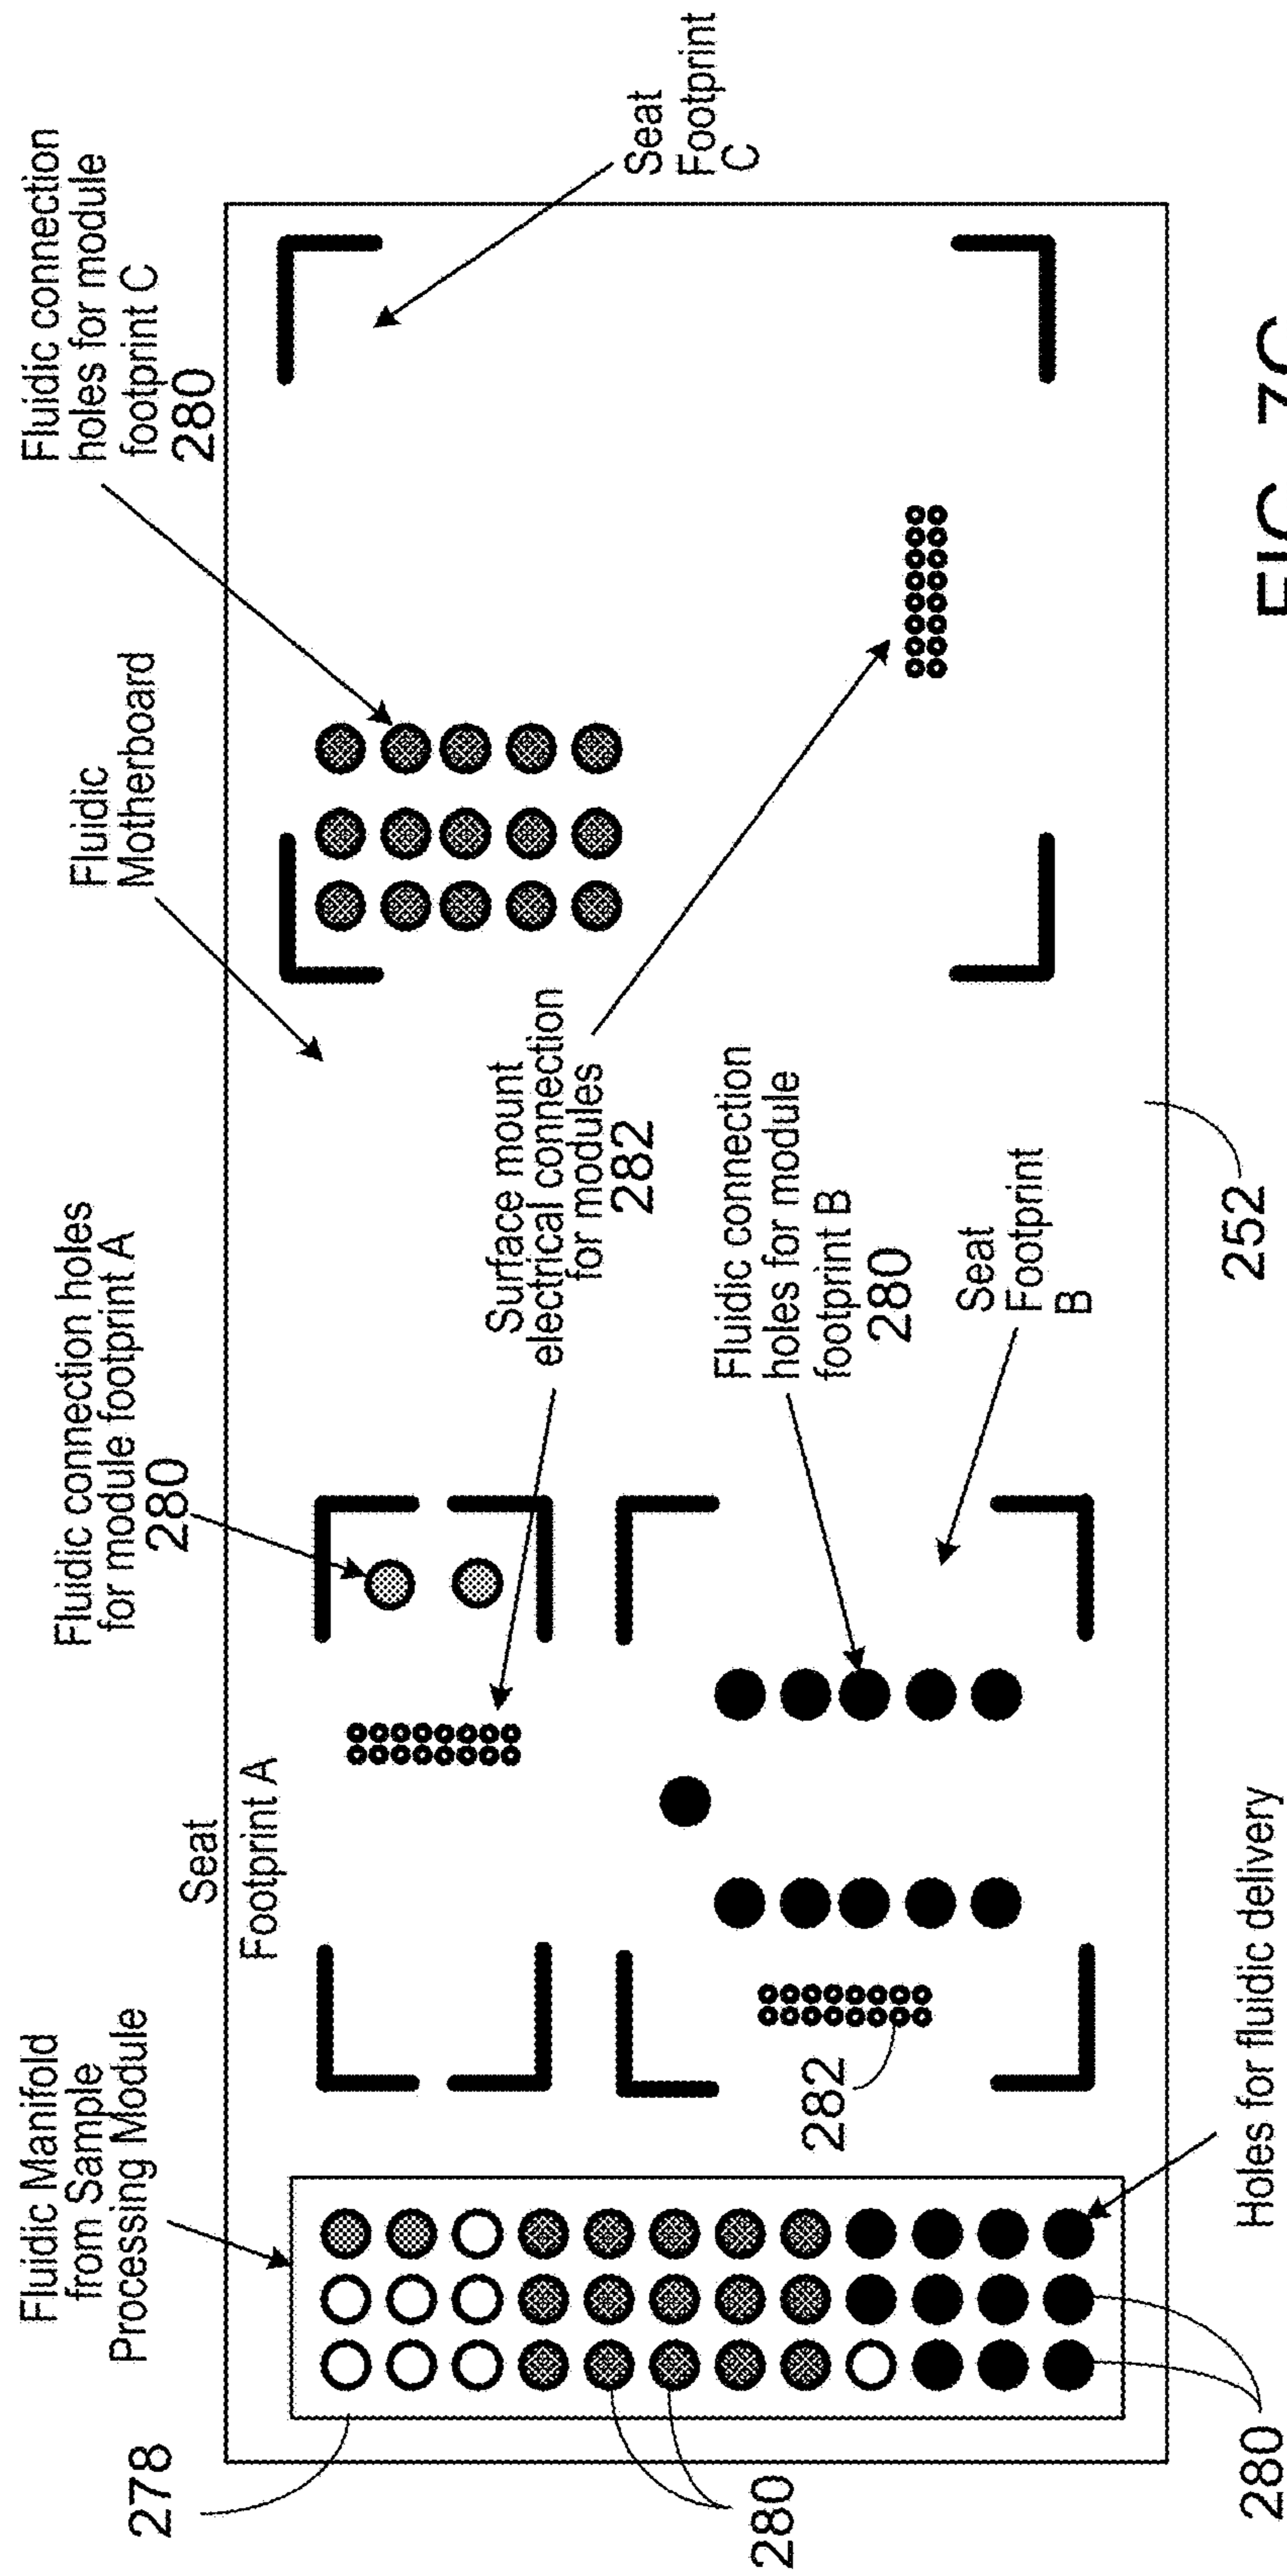 Fluidic Manifold
from Sample
Processing Module
278
Seat
Footprint A
Fluidic connection holes
for module footprint A
280
Fluidic
Motherboard
Fluidic connection
holes for module
footprint C
280
Seat
Footprint
C
Surface mount
electrical connection
for modules
282
Fluidic connection
holes for module
footprint B
280
Seat
Footprint
B
282
280
280
Holes for fluidic delivery
252
FIG. 7C